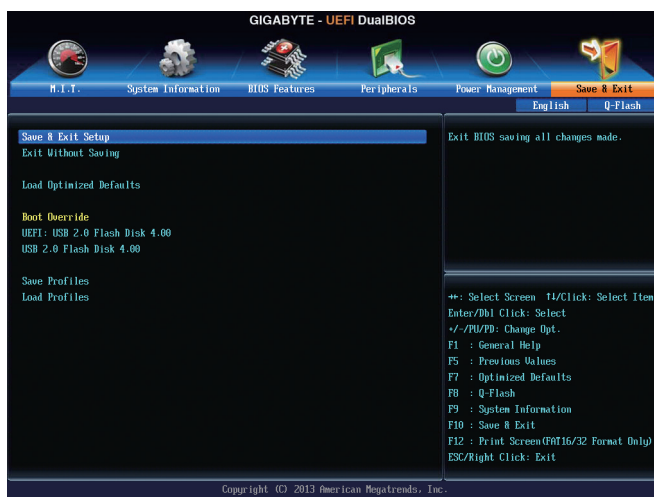 GIGABYTE - UEFI DualBIOS
M.I.T.
System Information
BIOS Features
Peripherals
Power Management
Save & Exit
English
Q-Flash
Save & Exit Setup
Exit Without Saving
Load Optimized Defaults
Boot Override
UEFI: USB 2.0 Flash Disk 4.00
USB 2.0 Flash Disk 4.00
Save Profiles
Load Profiles
Exit BIOS saving all changes made.
→←: Select Screen ↑↓/Click: Select Item
Enter/Dbl Click: Select
+/-/PU/PD: Change Opt.
F1 : General Help
F5 : Previous Values
F7 : Optimized Defaults
F8 : Q-Flash
F9 : System Information
F10 : Save & Exit
F12 : Print Screen(FAT16/32 Format Only)
ESC/Right Click: Exit
Copyright (C) 2013 American Megatrends, Inc.